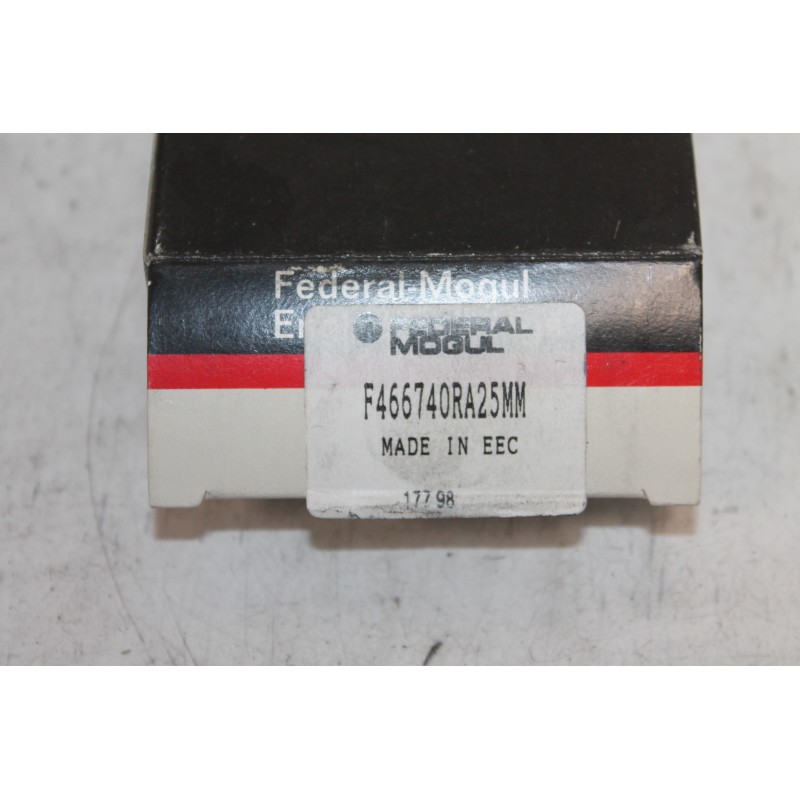 Federal-Mogul
FEDERAL
MOGUL
F466740RA25MM
MADE IN EEC
177 98